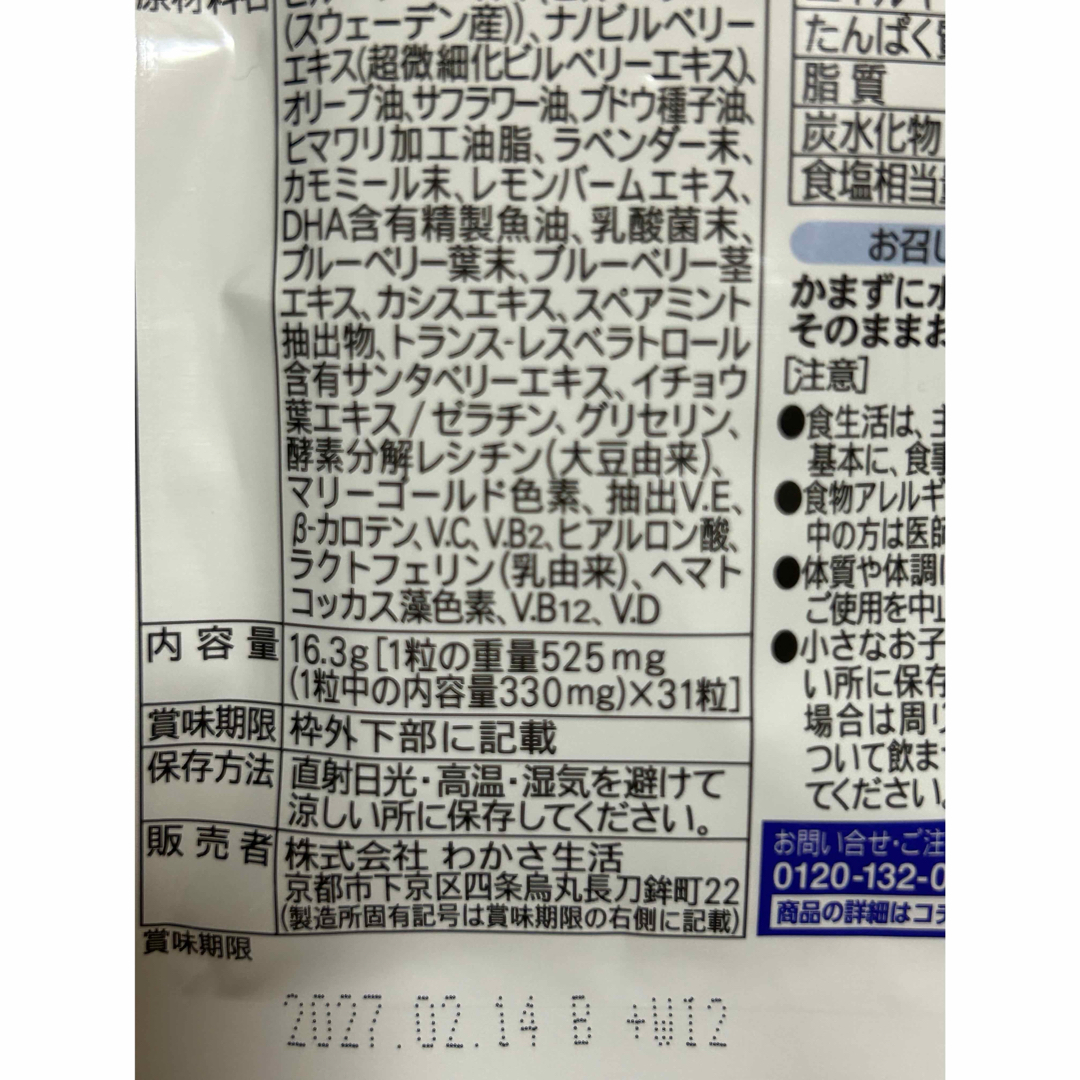 (スウェーデン産))、ナノビルベリー
エキス(超微細化ビルベリーエキス)、
オリーブ油、サフラワー油、ブドウ種子油、
ヒマワリ加工油脂、ラベンダー末、
カモミール末、レモンバームエキス、
DHA含有精製魚油、乳酸菌末、
ブルーベリー葉末、ブルーベリー茎
エキス、カシスエキス、スペアミント
抽出物、トランス-レスベラトロール
含有サンタベリーエキス、イチョウ
葉エキス/ゼラチン、グリセリン、
酵素分解レシチン(大豆由来)、
マリーゴールド色素、抽出V.E、
β-カロテン、V.C、V.B2、ヒアルロン酸、
ラクトフェリン(乳由来)、ヘマト
コッカス藻色素、V.B12、V.D
内容量 16.3g[1粒の重量525mg
(1粒中の内容量330mg)×31粒]
賞味期限 枠外下部に記載
保存方法 直射日光・高温・湿気を避けて
涼しい所に保存してください。
販売者 株式会社 わかさ生活
京都市下京区四条烏丸長刀鉾町22
(製造所固有記号は賞味期限の右側に記載)
賞味期限
2027.02.14 B +W12
たんぱく質
脂質
炭水化物
食塩相当
お召し
かまずに水
そのままお
[注意]
●食生活は、主
基本に、食事
●食物アレルギ
中の方は医師
●体質や体調に
ご使用を中止
●小さなお子
い所に保存
場合は周り
ついて飲ま
てください。
お問い合せ・ご注
0120-132-0
商品の詳細はコチ